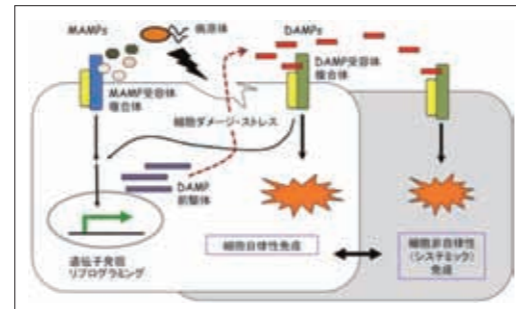 MAMPs
病原体
DAMPs
MAMP受容体
複合体
DAMP受容体
複合体
細胞ダメージ・ストレス
DAMP
前駆体
遺伝子発現
リプログラミング
細胞自律性免疫
細胞非自律性
(システミック)
免疫